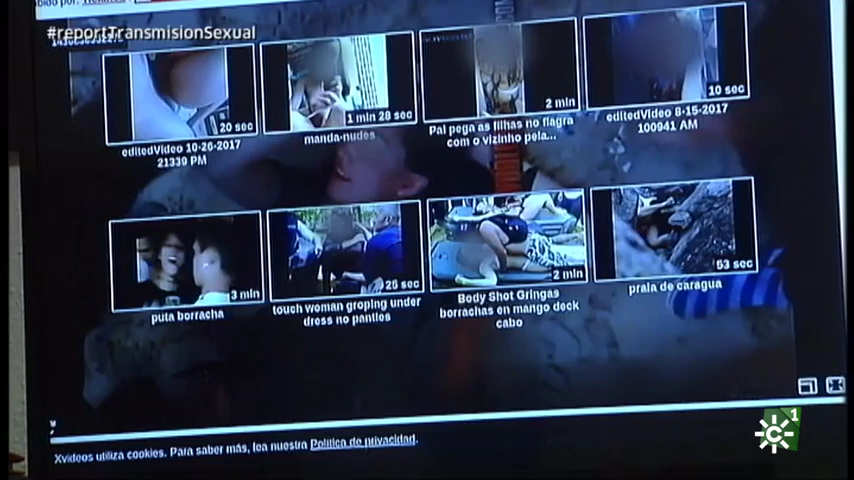 #reportTransmisionSexual
20 sec
1 min 28 sec
2 min
10 sec
editedVideo 10-26-2017
21339 PM
manda-nudes
Pai pega as filhas no flagra
com o vizinho pela...
editedVideo 8-15-2017
100941 AM
3 min
25 sec
2 min
53 sec
puta borracha
touch woman groping under
dress no panties
Body Shot Gringas
borrachas en mango deck
cabo
praia de caragua
Xvideos utiliza cookies. Para saber más, lea nuestra Política de privacidad.
1